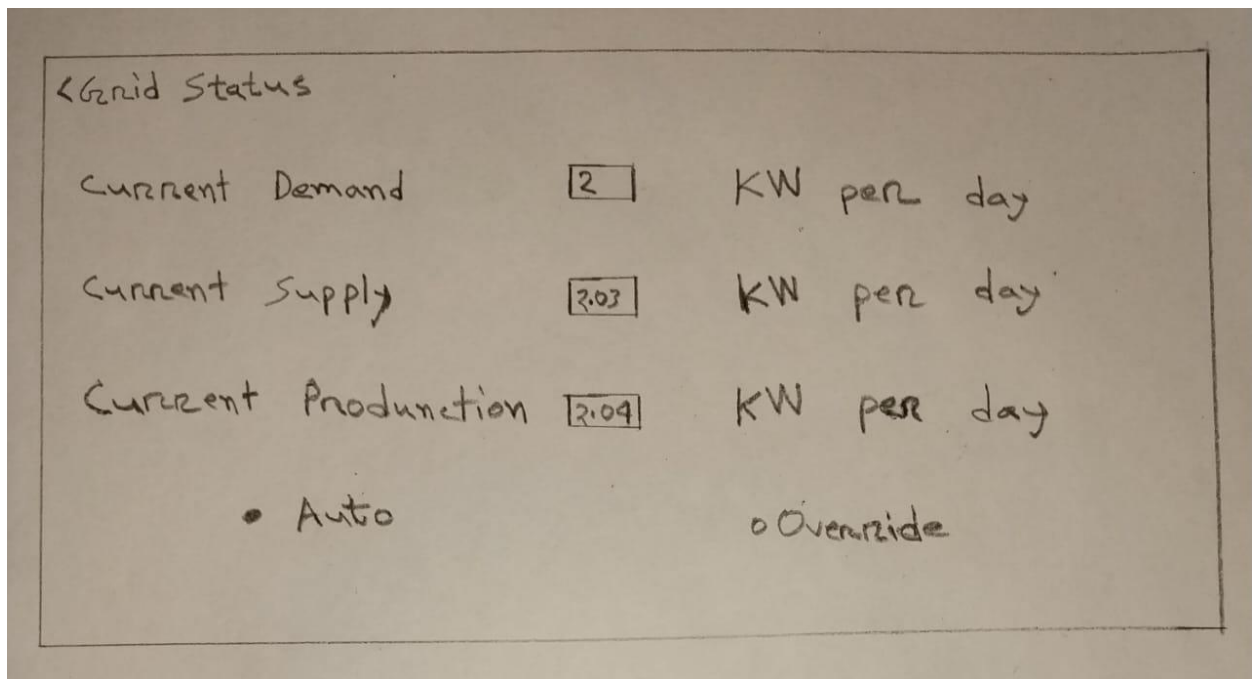 <Grid Status
Current Demand 2 KW per day
Current Supply 2.03 KW per day
Current Produnction 2.04 KW per day
Auto Override